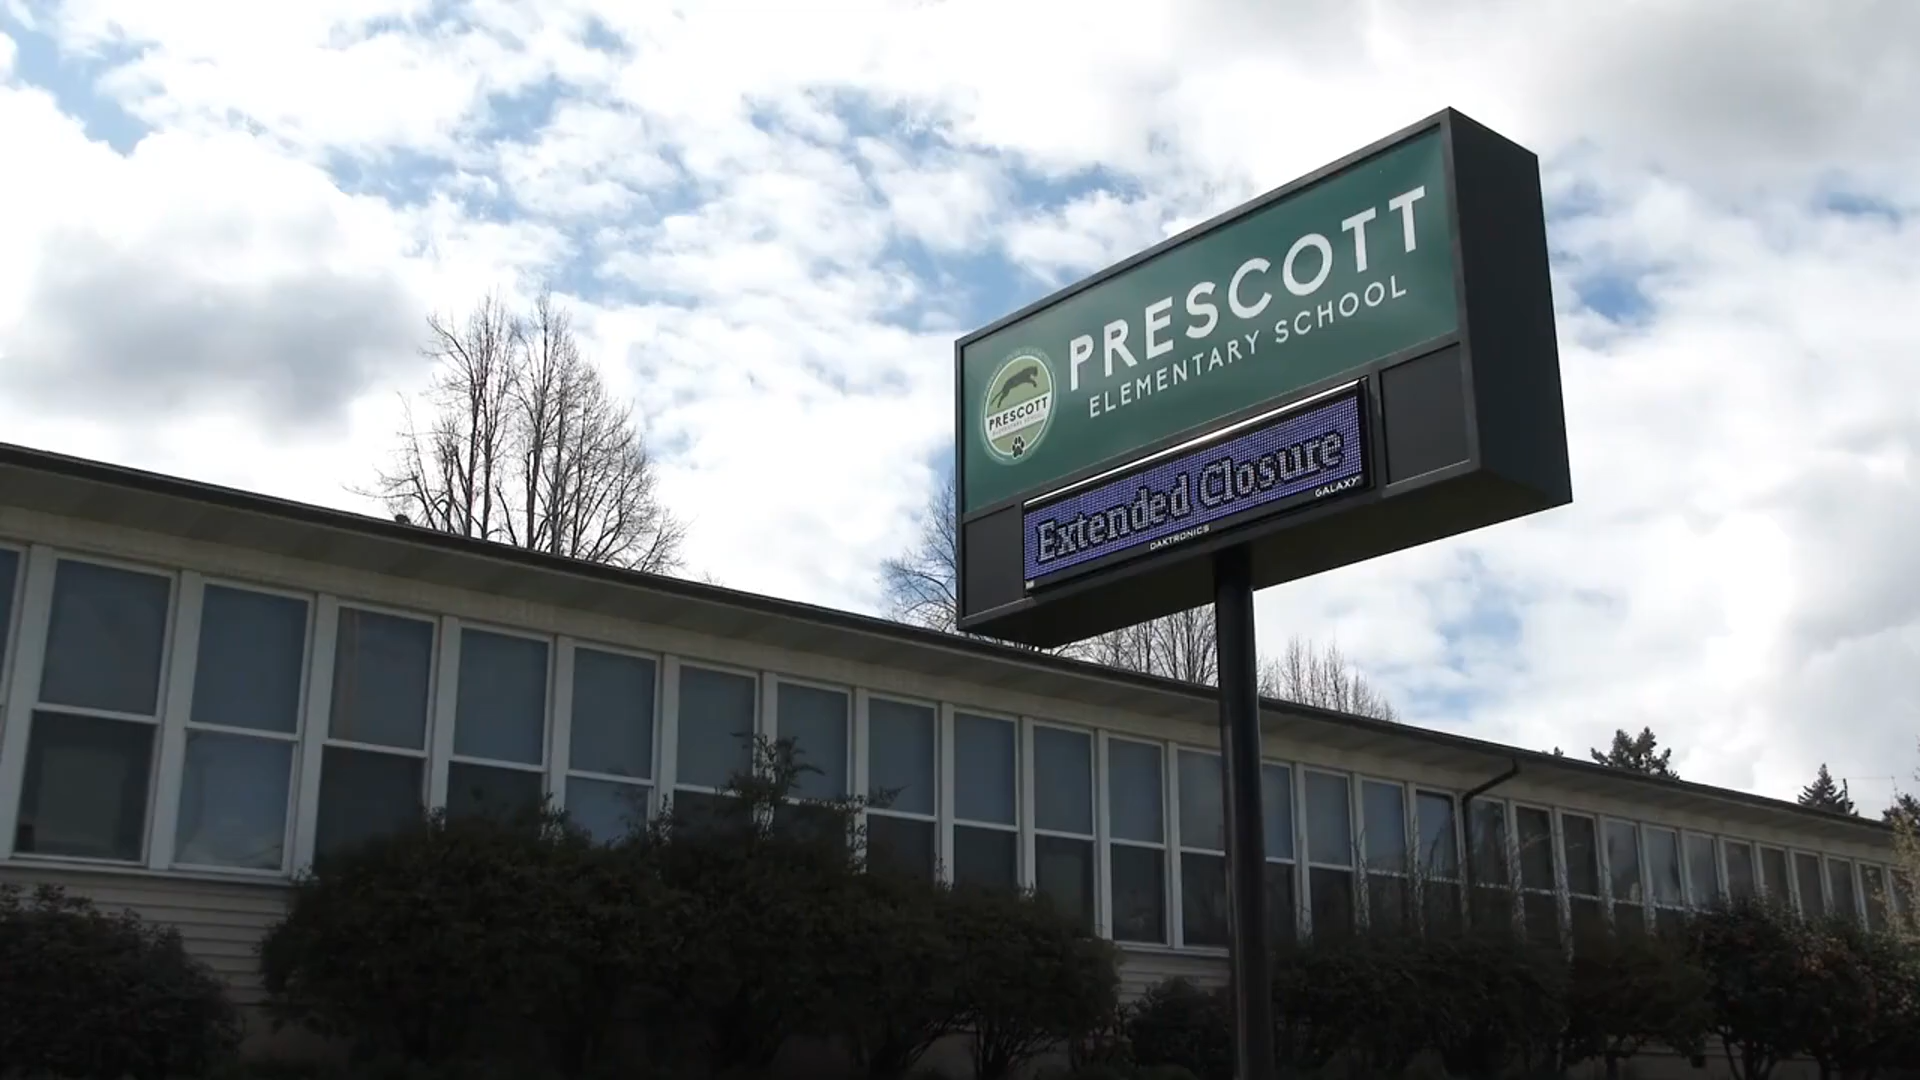 PRESCOTT
ELEMENTARY SCHOOL
PRESCOTT
Extended Closure
DAKTRONICS
GALAXY